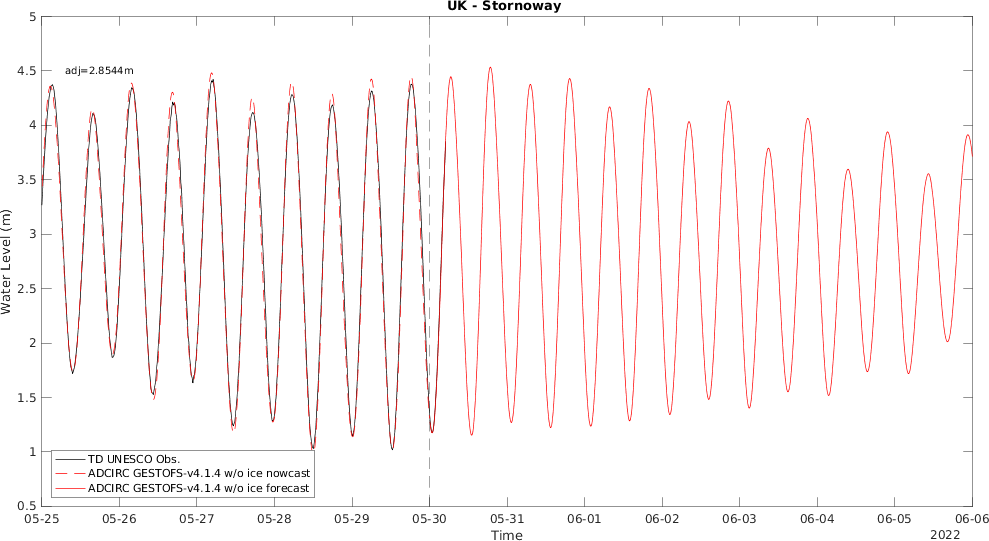 UK - Stornoway
5
4.5
4
3.5
3
2.5
2
1.5
1
0.5
Water Level (m)
adj=2.8544m
TD UNESCO Obs.
ADCIRC GESTOFS-v4.1.4 w/o ice nowcast
ADCIRC GESTOFS-v4.1.4 w/o ice forecast
05-25 05-26 05-27 05-28 05-29 05-30 05-31 06-01 06-02 06-03 06-04 06-05 06-06
Time
2022